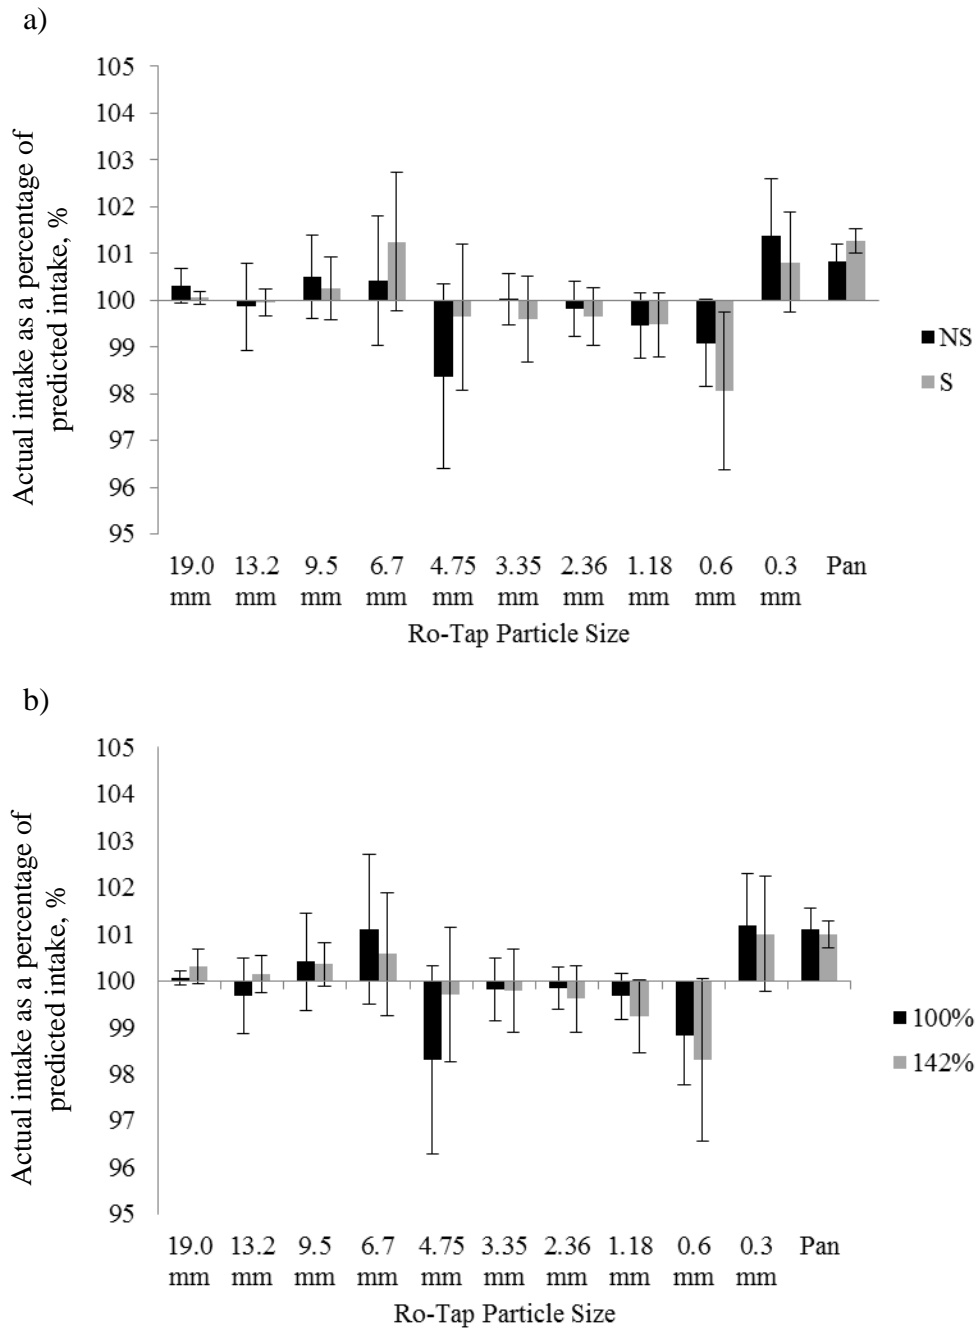 a)
105
104
103
102
101
100
99
98
97
96
95
Actual intake as a percentage of
predicted intake, %
NS
S
19.0 13.2 9.5 6.7 4.75 3.35 2.36 1.18 0.6 0.3 Pan
mm mm mm mm mm mm mm mm mm mm
Ro-Tap Particle Size
b)
105
104
103
102
101
100
99
98
97
96
95
Actual intake as a percentage of
predicted intake, %
100%
142%
19.0 13.2 9.5 6.7 4.75 3.35 2.36 1.18 0.6 0.3 Pan
mm mm mm mm mm mm mm mm mm mm
Ro-Tap Particle Size